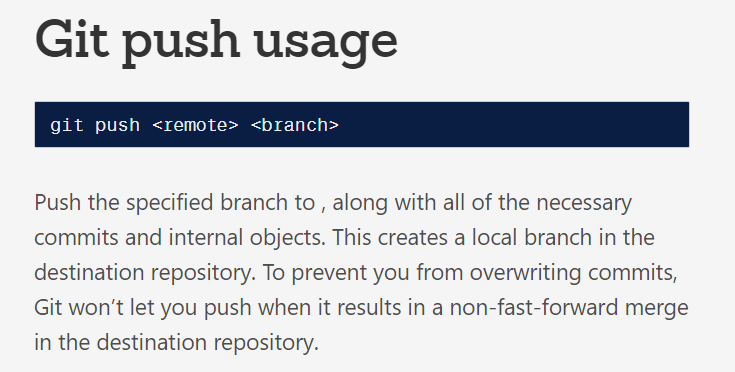 Git push usage
git push <remote> <branch>
Push the specified branch to , along with all of the necessary
commits and internal objects. This creates a local branch in the
destination repository. To prevent you from overwriting commits,
Git won’t let you push when it results in a non-fast-forward merge
in the destination repository.